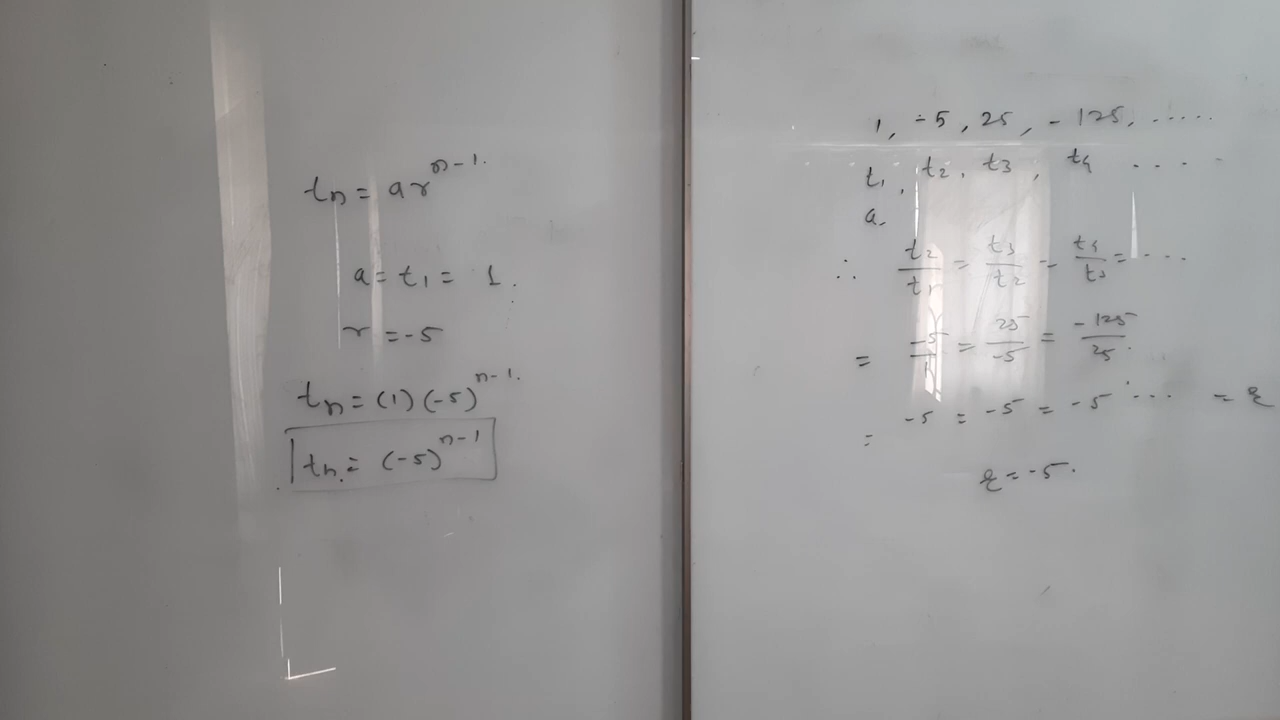 tn = ar^n-1.
a = t1 = 1.
r = -5
tn = (1) (-5)^n-1.
tn = (-5)^n-1
1, -5, 25, -125, .....
t1, t2, t3, t4 ....
a.
∴ t2/t1 = t3/t2 = t4/t3 = ...
= -5/1 = 25/-5 = -125/25.
= -5 = -5 = -5 ... = r
r = -5.